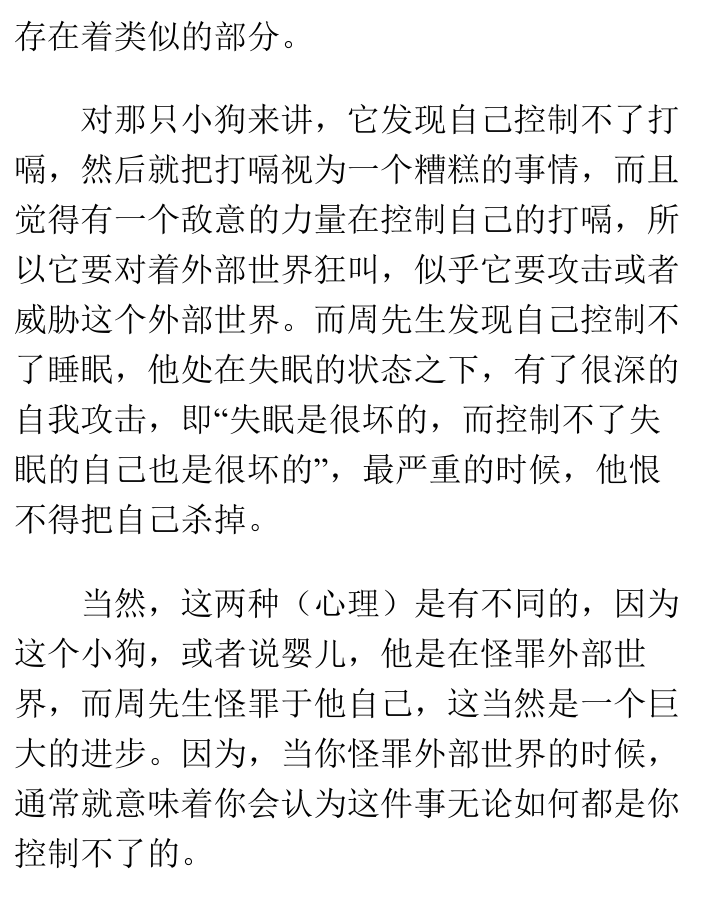 存在着类似的部分。
对那只小狗来讲，它发现自己控制不了打
嗝，然后就把打嗝视为一个糟糕的事情，而且
觉得有一个敌意的力量在控制自己的打嗝，所
以它要对着外部世界狂叫，似乎它要攻击或者
威胁这个外部世界。而周先生发现自己控制不
了睡眠，他处在失眠的状态之下，有了很深的
自我攻击，即“失眠是很坏的，而控制不了失
眠的自己也是很坏的”，最严重的时候，他恨
不得把自己杀掉。
当然，这两种（心理）是有不同的，因为
这个小狗，或者说婴儿，他是在怪罪外部世
界，而周先生怪罪于他自己，这当然是一个巨
大的进步。因为，当你怪罪外部世界的时候，
通常就意味着你会认为这件事无论如何都是你
控制不了的。